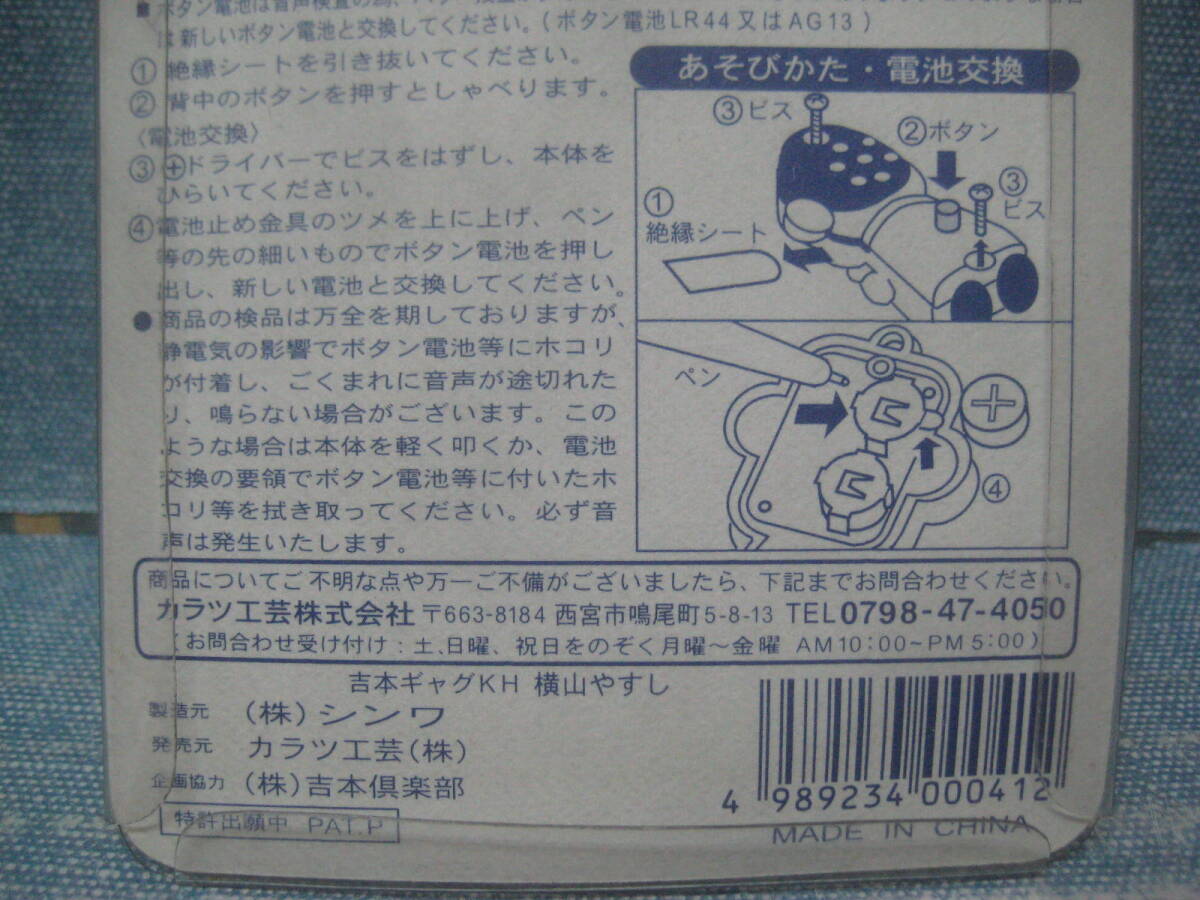 ■ ボタン電池は音声検査の為、
は新しいボタン電池と交換してください。(ボタン電池LR44又はAG13)
① 絶縁シートを引き抜いてください。
② 背中のボタンを押すとしゃべります。
〈電池交換〉
③ ⊕ドライバーでビスをはずし、本体を
ひらいてください。
④ 電池止め金具のツメを上に上げ、ペン
等の先の細いものでボタン電池を押し
出し、新しい電池と交換してください。
● 商品の検品は万全を期しておりますが、
静電気の影響でボタン電池等にホコリ
が付着し、ごくまれに音声が途切れた
り、鳴らない場合がございます。この
ような場合は本体を軽く叩くか、電池
交換の要領でボタン電池等に付いたホ
コリ等を拭き取ってください。必ず音
声は発生いたします。
あそびかた・電池交換
③ビス
②ボタン
③
ビス
①
絶縁シート
ペン
④
商品についてご不明な点や万一ご不備がございましたら、下記までお問合わせください。
カラツ工芸株式会社 〒663-8184 西宮市鳴尾町5-8-13 TEL0798-47-4050
(お問合わせ受け付け:土、日曜、祝日をのぞく月曜～金曜 AM10:00～PM5:00)
吉本ギャグKH 横山やすし
製造元 (株)シンワ
発売元 カラツ工芸(株)
企画協力 (株)吉本倶楽部
特許出願中 PAT.P
4 989234 000412
MADE IN CHINA